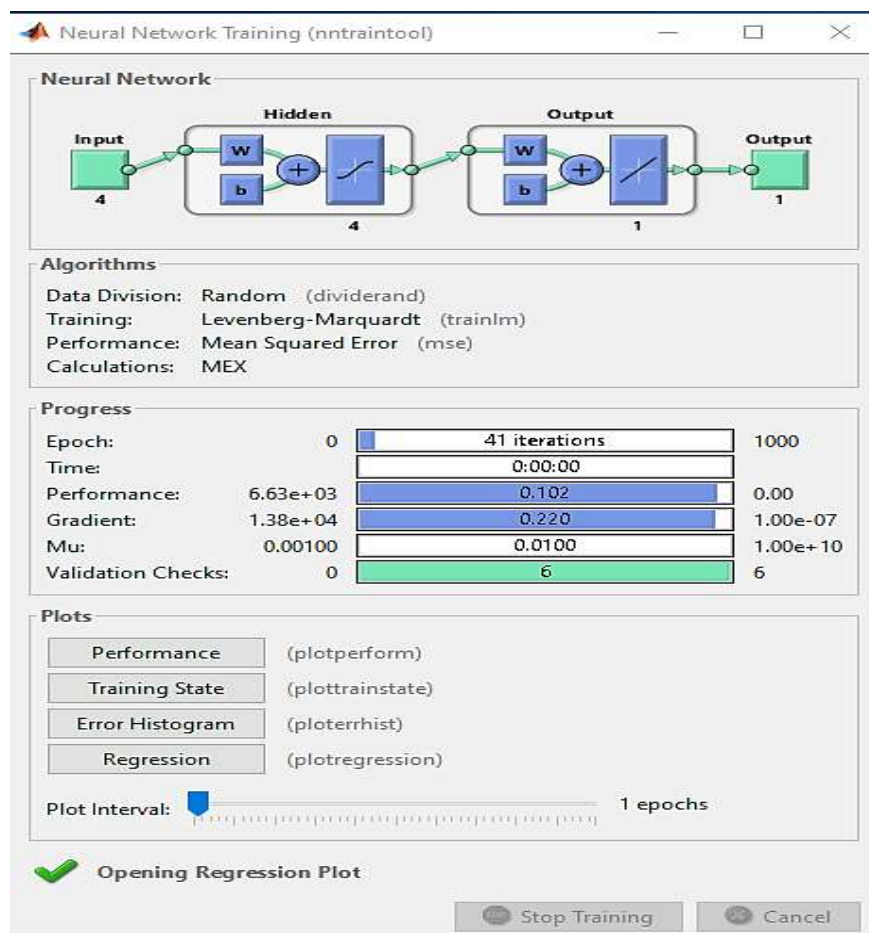 Neural Network Training (nntraintool)
Neural Network
Hidden Output
Input W b + W b + Output
4 4 1 1
Algorithms
Data Division: Random (dividerand)
Training: Levenberg-Marquardt (trainlm)
Performance: Mean Squared Error (mse)
Calculations: MEX
Progress
Epoch: 0 41 iterations 1000
Time: 0:00:00
Performance: 6.63e+03 0.102 0.00
Gradient: 1.38e+04 0.220 1.00e-07
Mu: 0.00100 0.0100 1.00e+10
Validation Checks: 0 6 6
Plots
Performance (plotperform)
Training State (plottrainstate)
Error Histogram (ploterrhist)
Regression (plotregression)
Plot Interval: 1 epochs
Opening Regression Plot
Stop Training Cancel